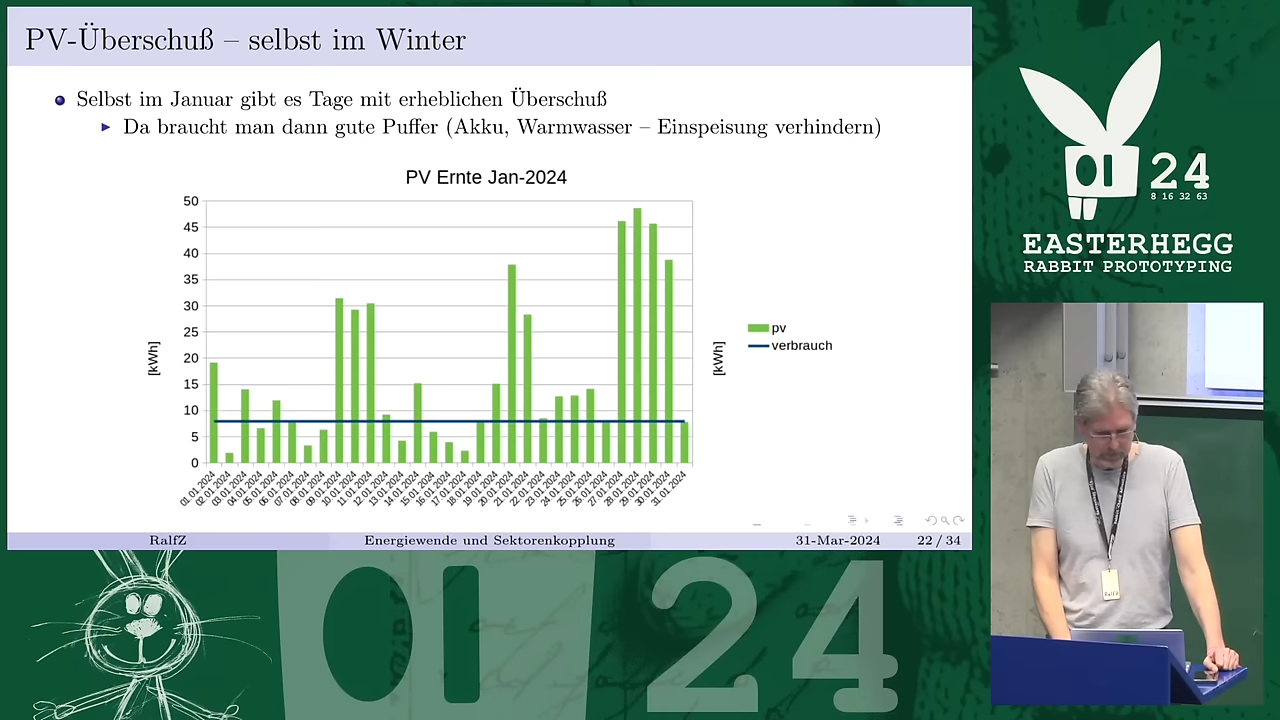 PV-Überschuß – selbst im Winter
Selbst im Januar gibt es Tage mit erheblichen Überschuß
Da braucht man dann gute Puffer (Akku, Warmwasser – Einspeisung verhindern)
PV Ernte Jan-2024
50
45
40
35
30
25
20
15
10
5
0
[kWh]
[kWh]
pv
verbrauch
01.01.2024
02.01.2024
03.01.2024
04.01.2024
05.01.2024
06.01.2024
07.01.2024
08.01.2024
09.01.2024
10.01.2024
11.01.2024
12.01.2024
13.01.2024
14.01.2024
15.01.2024
16.01.2024
17.01.2024
18.01.2024
19.01.2024
20.01.2024
21.01.2024
22.01.2024
23.01.2024
24.01.2024
25.01.2024
26.01.2024
27.01.2024
28.01.2024
29.01.2024
30.01.2024
31.01.2024
RalfZ
Energiewende und Sektorenkopplung
31-Mar-2024
22 / 34
24
8 16 32 63
EASTERHEGG
RABBIT PROTOTYPING
RalfZ
24